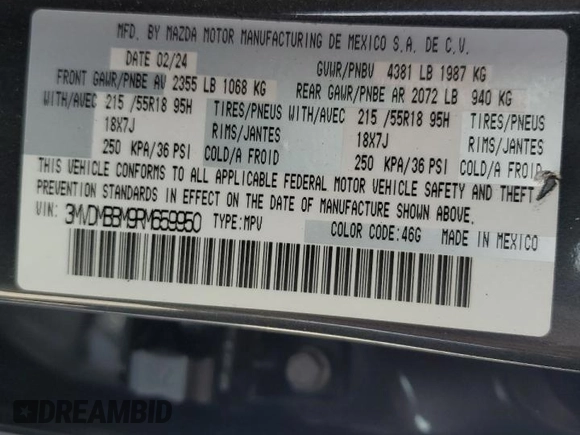 MFD. BY MAZDA MOTOR MANUFACTURING DE MEXICO S.A. DE C.V.
DATE 02/24 GVWR/PNBV 4381 LB 1987 KG
FRONT GAWR/PNBE AV 2355 LB 1068 KG REAR GAWR/PNBE AR 2072 LB 940 KG
WITH/AVEC 215 /55R18 95H TIRES/PNEUS WITH/AVEC 215 /55R18 95H TIRES/PNEUS
18X7J RIMS/JANTES 18X7J RIMS/JANTES
250 KPA/36 PSI COLD/A FROID 250 KPA/36 PSI COLD/A FROID
THIS VEHICLE CONFORMS TO ALL APPLICABLE FEDERAL MOTOR VEHICLE SAFETY AND THEFT
PREVENTION STANDARDS IN EFFECT ON THE DATE OF MANUFACTURE SHOWN ABOVE.
VIN: 3MVDMBBM9RM659950 TYPE:MPV
COLOR CODE:46G MADE IN MEXICO
DREAMBID